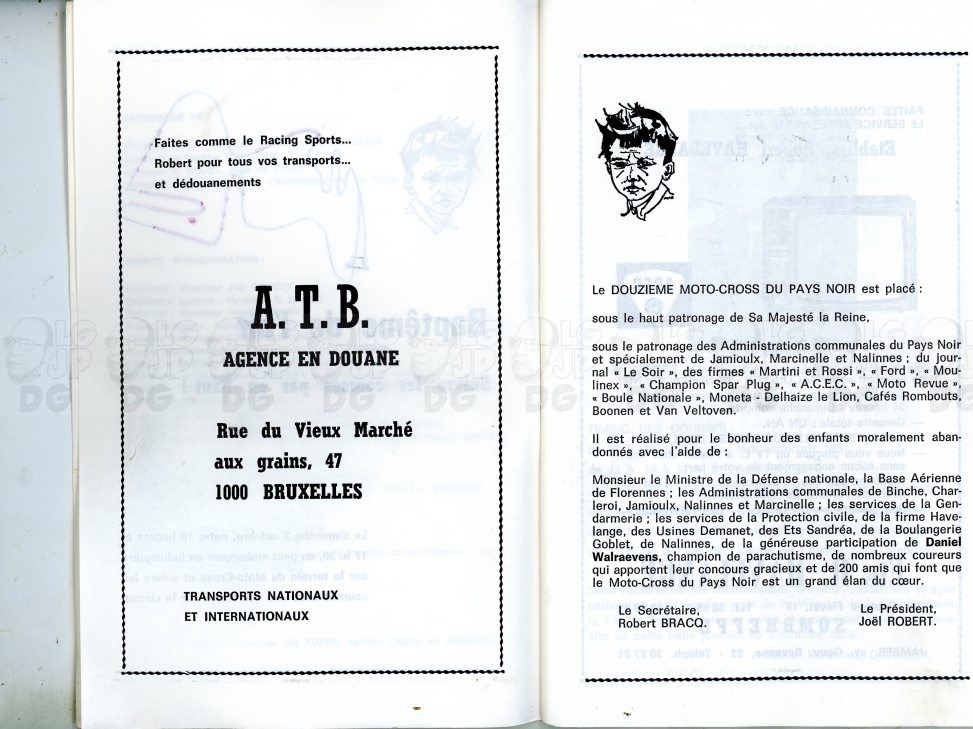 Faites comme le Racing Sports...
Robert pour tous vos transports...
et dédouanements
A.T.B.
AGENCE EN DOUANE
Rue du Vieux Marché
aux grains, 47
1000 BRUXELLES
TRANSPORTS NATIONAUX
ET INTERNATIONAUX
Le DOUZIEME MOTO-CROSS DU PAYS NOIR est placé :
sous le haut patronage de Sa Majesté la Reine,
sous le patronage des Administrations communales du Pays Noir
et spécialement de Jamioulx, Marcinelle et Nalinnes ; du jour-
nal « Le Soir », des firmes « Martini et Rossi », « Ford », « Mou-
linex », « Champion Spar Plug », « A.C.E.C. », « Moto Revue »,
« Boule Nationale », Moneta - Delhaize le Lion, Cafés Rombouts,
Boonen et Van Veltoven.
Il est réalisé pour le bonheur des enfants moralement aban-
donnés avec l'aide de :
Monsieur le Ministre de la Défense nationale, la Base Aérienne
de Florennes ; les Administrations communales de Binche, Char-
leroi, Jamioulx, Nalinnes et Marcinelle ; les services de la Gen-
darmerie ; les services de la Protection civile, de la firme Have-
lange, des Usines Demanet, des Ets Sandréa, de la Boulangerie
Goblet, de Nalinnes, de la généreuse participation de Daniel
Walraevens, champion de parachutisme, de nombreux coureurs
qui apportent leur concours gracieux et de 200 amis qui font que
le Moto-Cross du Pays Noir est un grand élan du cœur.
Le Secrétaire,
Robert BRACQ.
Le Président,
Joël ROBERT.
LG
JP
DG